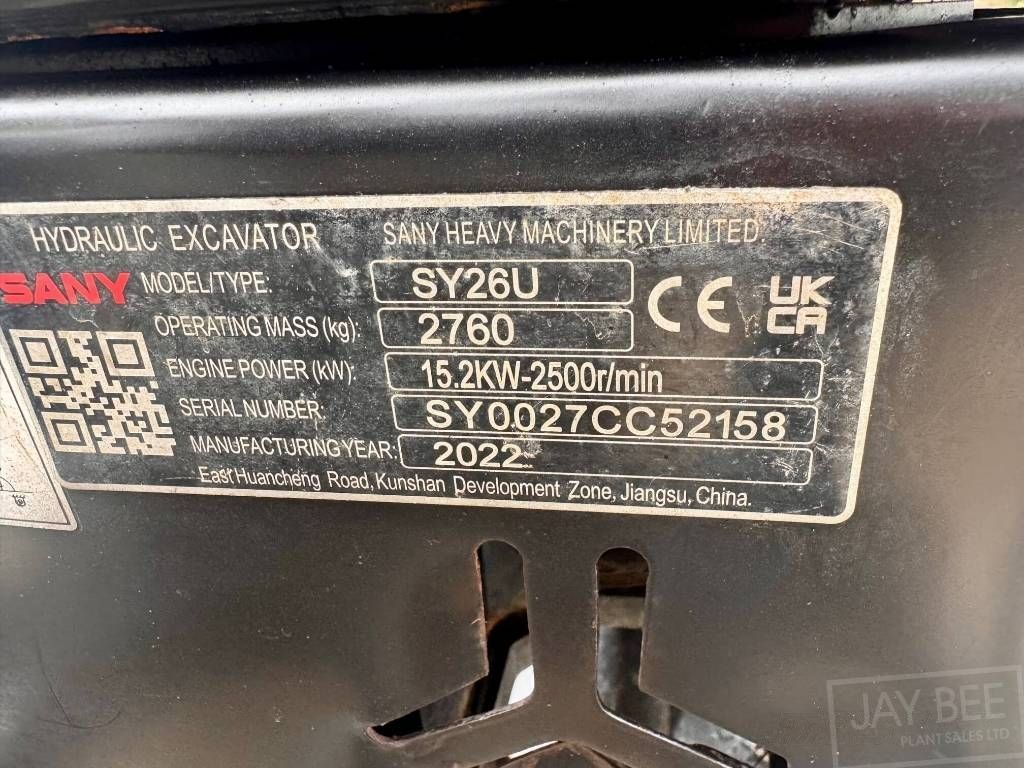 HYDRAULIC EXCAVATOR SANY HEAVY MACHINERY LIMITED.
SANY MODEL/TYPE: SY26U CE UK CA
OPERATING MASS (kg): 2760
ENGINE POWER (KW): 15.2KW-2500r/min
SERIAL NUMBER: SY0027CC52158
MANUFACTURING YEAR: 2022
East Huancheng Road, Kunshan Development Zone, Jiangsu, China.
JAY BEE
PLANT SALES LTD